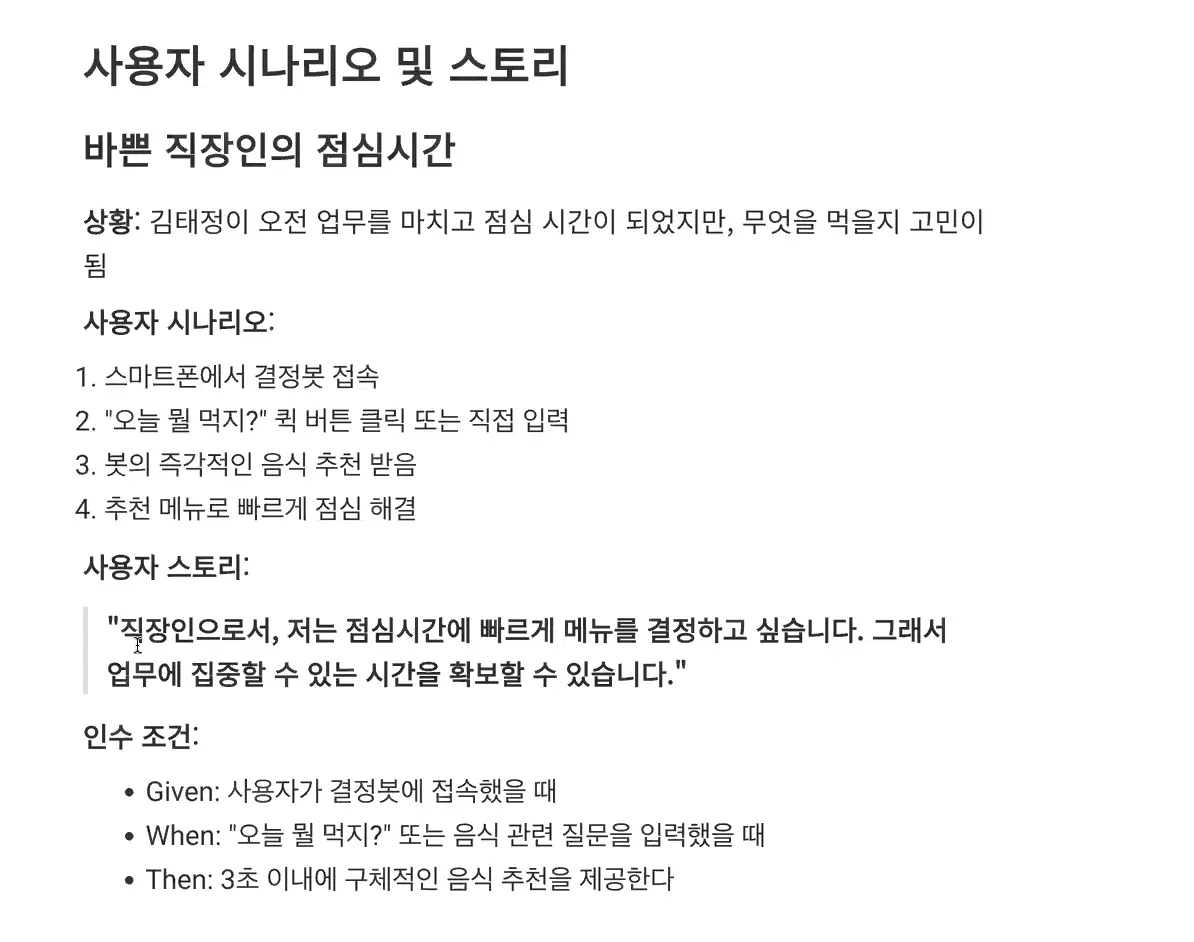 사용자 시나리오 및 스토리
바쁜 직장인의 점심시간
상황: 김태정이 오전 업무를 마치고 점심 시간이 되었지만, 무엇을 먹을지 고민이
됨
사용자 시나리오:
1. 스마트폰에서 결정봇 접속
2. "오늘 뭘 먹지?" 퀵 버튼 클릭 또는 직접 입력
3. 봇의 즉각적인 음식 추천 받음
4. 추천 메뉴로 빠르게 점심 해결
사용자 스토리:
"직장인으로서, 저는 점심시간에 빠르게 메뉴를 결정하고 싶습니다. 그래서
업무에 집중할 수 있는 시간을 확보할 수 있습니다."
인수 조건:
• Given: 사용자가 결정봇에 접속했을 때
• When: "오늘 뭘 먹지?" 또는 음식 관련 질문을 입력했을 때
• Then: 3초 이내에 구체적인 음식 추천을 제공한다